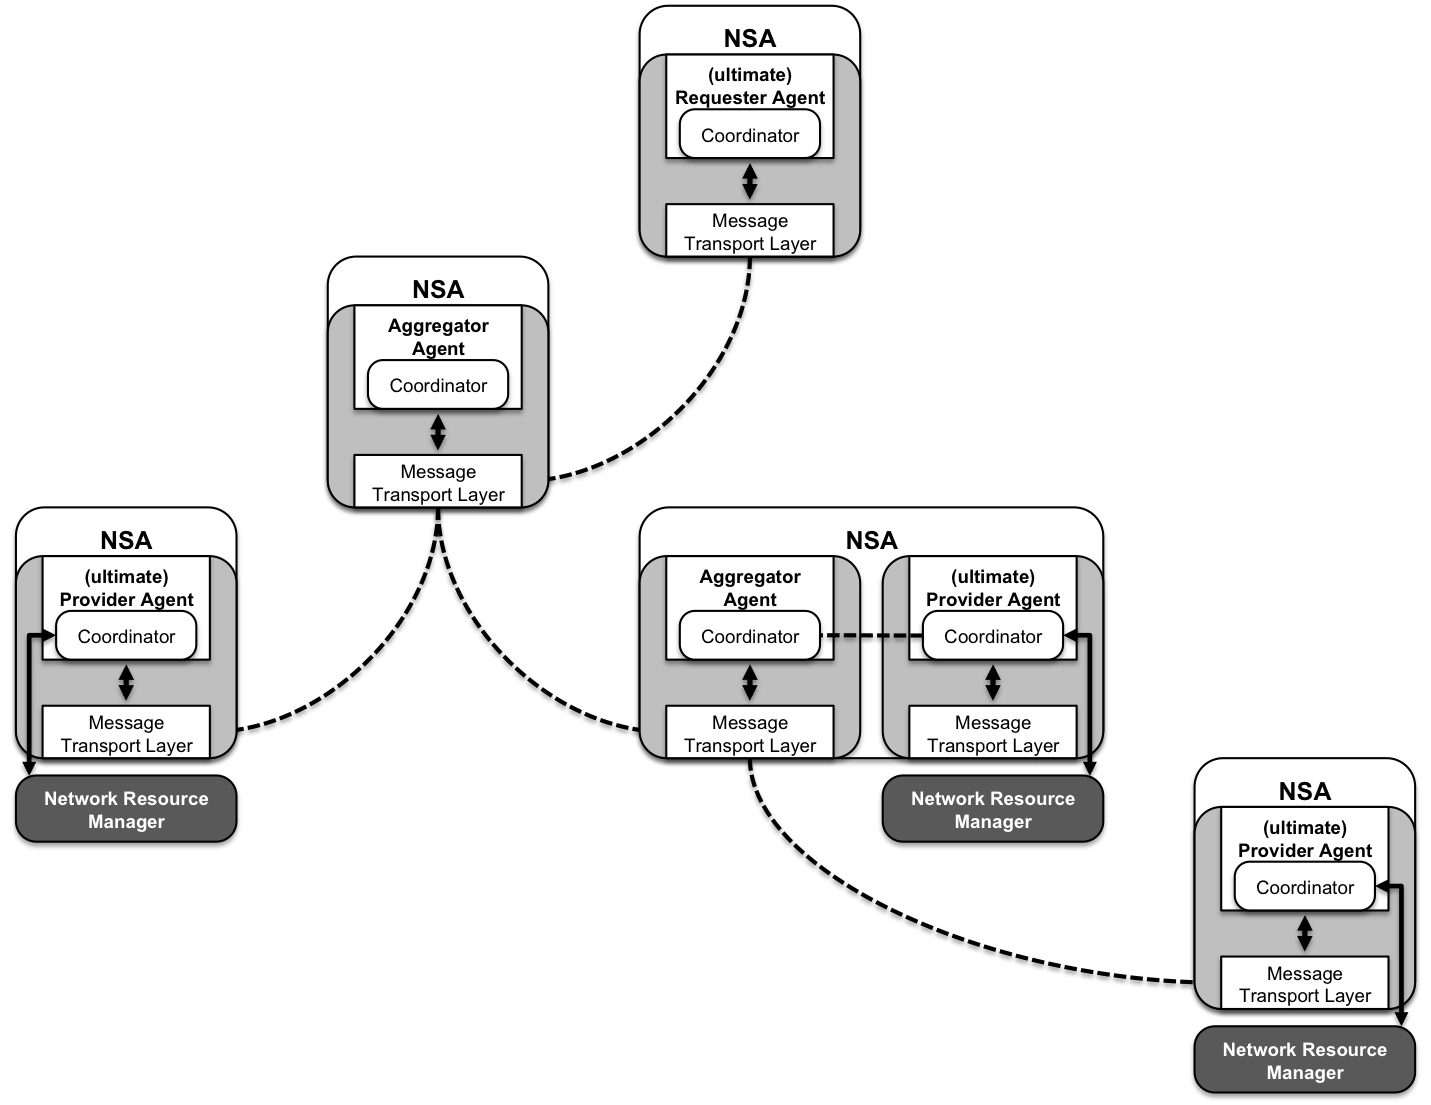 NSA
(ultimate)
Requester Agent
Coordinator
Message
Transport Layer
NSA
Aggregator
Agent
Coordinator
Message
Transport Layer
NSA
(ultimate)
Provider Agent
Coordinator
Message
Transport Layer
Network Resource
Manager
NSA
Aggregator
Agent
Coordinator
Message
Transport Layer
(ultimate)
Provider Agent
Coordinator
Message
Transport Layer
Network Resource
Manager
NSA
(ultimate)
Provider Agent
Coordinator
Message
Transport Layer
Network Resource
Manager